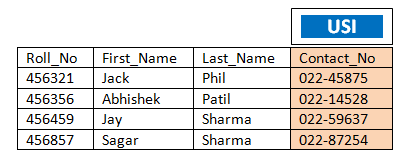 USI
Roll_No First_Name Last_Name Contact_No
456321 Jack Phil 022-45875
456356 Abhishek Patil 022-14528
456459 Jay Sharma 022-59637
456857 Sagar Sharma 022-87254